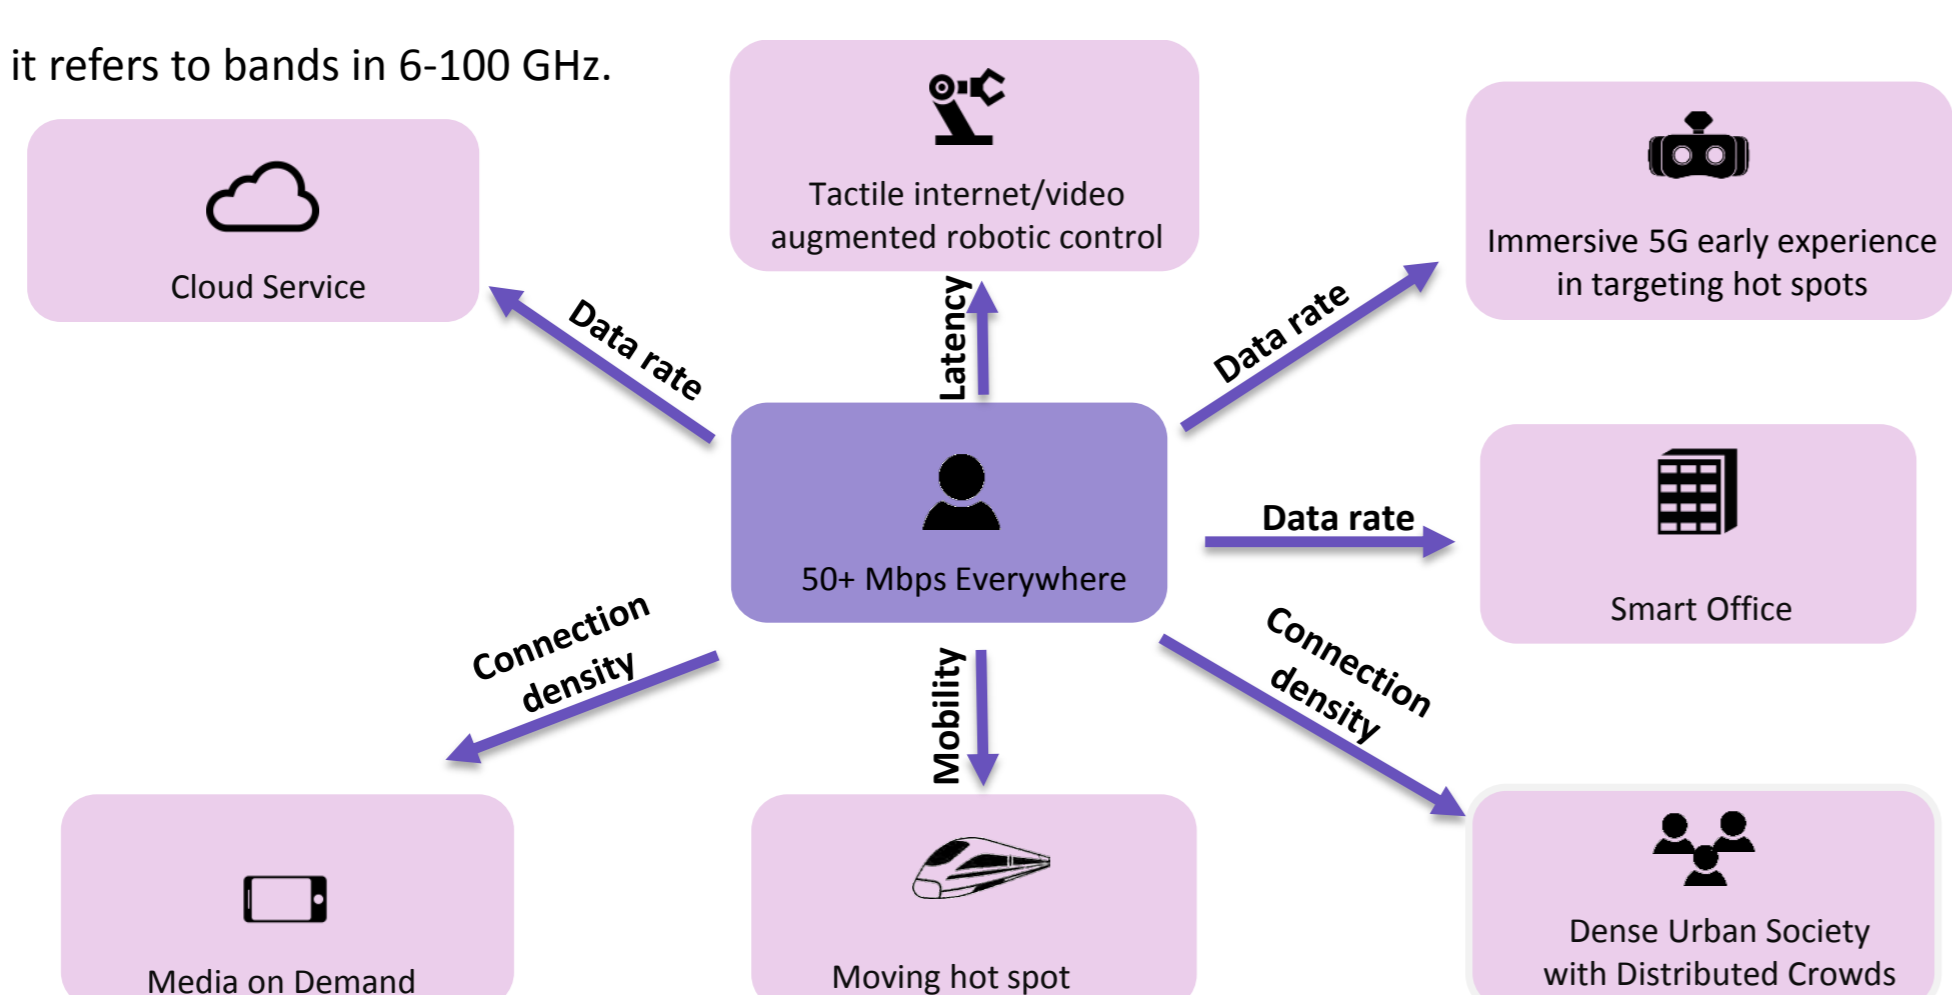 it refers to bands in 6-100 GHz.
Cloud Service
Tactile internet/video
augmented robotic control
Immersive 5G early experience
in targeting hot spots
Data rate
Latency
Data rate
50+ Mbps Everywhere
Data rate
Smart Office
Connection
density
Mobility
Connection
density
Media on Demand
Moving hot spot
Dense Urban Society
with Distributed Crowds